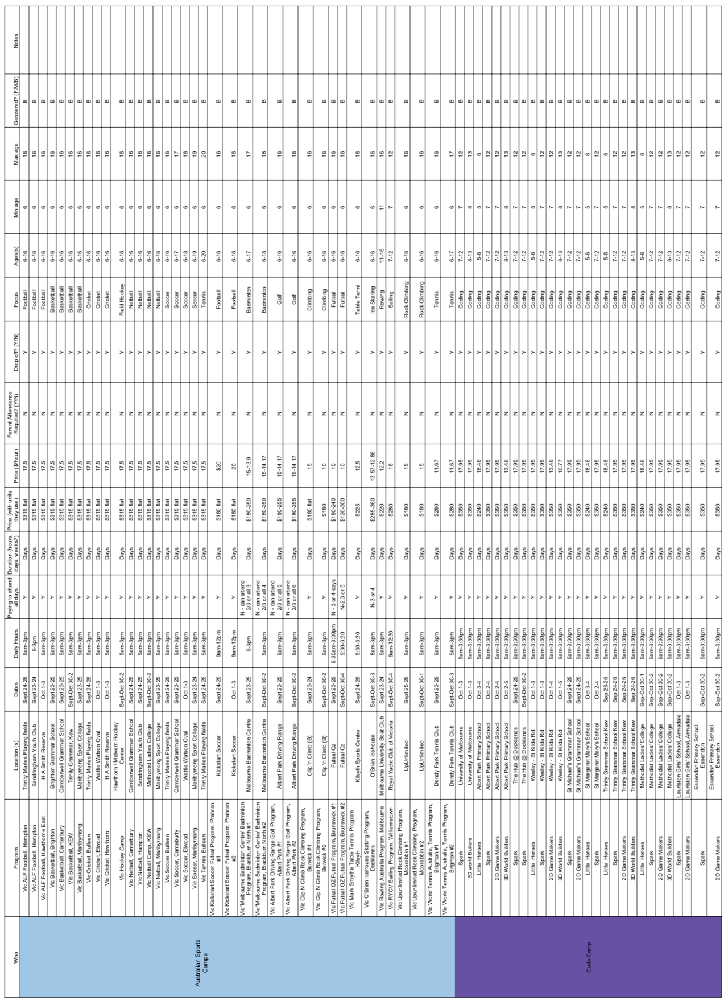 Who Program Location (s) Dates Daily Hours Paying to attend all days Duration (hours, days, weeks?) Price (with units they use) Price ($/hour) Parent Attendance Requited? (Y/N) Drop off? (Y/N) Focus Ages(s) Min age Max age Gendered? (F/M/B) Notes
Australian Sports Camps
Vic ALF Football, Hampton Trinity Marles Playing fields Sept 24-26 9am-3pm Y Days $315 flat 17.5 N Y Football 6-16 6 16 B
Vic ALF Football, Hampton Sandringham Youth Club Sept 23-24 9-3pm Y Days $315 flat 17.5 N Y Football 6-16 6 16 B
Vic ALF Football, Hawthorne East H A Smith Reserve Oct 1-3 9am-3pm Y Days $315 flat 17.5 N Y Football 6-16 6 16 B
Vic Basketball, Brighton Brighton Grammar School Sept 23-25 9am-3pm Y Days $315 flat 17.5 N Y Basketball 6-16 6 16 B
Vic Basketball, Canterbury Camberwell Grammar School Sept 23-25 9am-3pm Y Days $315 flat 17.5 N Y Basketball 6-16 6 16 B
Vic Basketball, KEW Trinity Grammar, Kew Sept-Oct 30-2 9am-3pm Y Days $315 flat 17.5 N Y Basketball 6-16 6 16 B
Vic Basketball, Maribyrnong Maribyrnong Sport College Sept 23-25 9am-3pm Y Days $315 flat 17.5 N Y Basketball 6-16 6 16 B
Vic Cricket, Bulleen Trinity Marles Playing fields Sept 24-26 9am-3pm Y Days $315 flat 17.5 N Y Cricket 6-16 6 16 B
Vic Cricket, Elwood Wattie Watson Oval Oct 1-3 9am-3pm Y Days $315 flat 17.5 N Y Cricket 6-16 6 16 B
Vic Cricket, Hawthorn H A Smith Reserve Oct 1-3 9am-3pm Y Days $315 flat 17.5 N Y Cricket 6-16 6 16 B
Vic Hockey Camp Hawthorn / Malvern Hockey Center Sept-Oct 30-2 9am-3pm Y Days $315 flat 17.5 N Y Field Hockey 6-16 6 16 B
Vic Netball, Canterbury Camberwell Grammar School Sept 24-26 9am-3pm Y Days $315 flat 17.5 N Y Netball 6-16 6 16 B
Vic Netball, Hampton Sandringham Youth Club Sept 24-26 9am-3pm Y Days $315 flat 17.5 N Y Netball 6-16 6 16 B
Vic Netball Camp, KEW Methodist Ladies College Sept-Oct 30-2 9am-3pm Y Days $315 flat 17.5 N Y Netball 6-16 6 16 B
Vic Netball, Maribyrnong Maribyrnong Sport College Sept 23-25 9am-3pm Y Days $315 flat 17.5 N Y Netball 6-16 6 16 B
Vic Soccer, Bulleen Trinity Marles Playing fields Sept 24-26 9am-3pm Y Days $315 flat 17.5 N Y Soccer 6-16 6 16 B
Vic Soccer, Canterbury Camberwell Grammar School Sept 23-25 9am-3pm Y Days $315 flat 17.5 N Y Soccer 6-17 6 17 B
Vic Soccer, Elwood Wattie Watson Oval Oct 1-3 9am-3pm Y Days $315 flat 17.5 N Y Soccer 6-18 6 18 B
Vic Soccer, Maribyrnong Maribyrnong Sport College Sept 23-24 9am-3pm Y Days $315 flat 17.5 N Y Soccer 6-19 6 19 B
Vic Tennis, Bulleen Trinity Marles Playing fields Sept 24-26 9am-3pm Y Days $315 flat 17.5 N Y Tennis 6-20 6 20 B
Vic Kickstart Soccer Futsal Program, Prahran #1 Kickstart Soccer Sept 24-26 9am-12pm Y Days $180 flat $20 N Y Footsall 6-16 6 16 B
Vic Kickstart Soccer Futsal Program, Prahran #2 Kickstart Soccer Oct 1-3 9am-12pm Y Days $180 flat 20 N Y Footsall 6-16 6 16 B
Vic 'Melbourne Badminton Centre' Badminton Program, Blackburn North #1 Melbourne Badminton Centre Sept 23-25 9-3pm N - can attend 2/3 or all 3 Days $180-250 15-13.9 N Y Badminton 6-17 6 17 B
Vic 'Melbourne Badminton Centre' Badminton Program, Blackburn North #2 Melbourne Badminton Centre Sept-Oct 30-2 9am-3pm N - can attend 2/3 or all 4 Days $180-250 15-14.17 N Y Badminton 6-18 6 18 B
Vic Albert Park Driving Range Golf Program, Albert Park #1 Albert Park Driving Range Sept 23-25 9am-3pm N - can attend 2/3 or all 5 Days $180-255 15-14.17 N Y Golf 6-16 6 16 B
Vic Albert Park Driving Range Golf Program, Albert Park #2 Albert Park Driving Range Sept-Oct 30-2 9am-3pm N - can attend 2/3 or all 6 Days $180-255 15-14.17 N Y Golf 6-16 6 16 B
Vic Clip N Climb Rock Climbing Program, Berwick #1 Clip 'n Climb (B) Sept 23-24 9am-3pm Y Days $180 flat 15 N Y Climbing 6-16 6 16 B
Vic Clip N Climb Rock Climbing Program, Berwick #2 Clip 'n Climb (B) Sept-Oct 30-2 9am-3pm Y Days $180 10 N Y Climbing 6-16 6 16 B
Vic Futsal OZ Futsal Program, Brunswick #1 Futsal Oz Sept 23-26 9:30am-3:30pm N - 3 or 4 days Days $180-240 10 N Y Futsal 6-16 6 16 B
Vic Futsal OZ Futsal Program, Brunswick #2 Futsal Oz Sept-Oct 30-4 9:30-3:30 N-2,3 or 5 Days $120-300 10 N Y Futsal 6-16 6 16 B
Vic Mark Smythe Table Tennis Program, Kilsyth Kilsyth Sports Centre Sept 24-26 9:30-3:30 Y Days $225 12.5 N Y Table Tenni 6-16 6 16 B
Vic O'Brien Icehouse Skating Program, Docklands O'Brien Icehouse Sept-Oct 30-3 8am-3pm N-3 or 4 Days $285-360 13.57-12.86 N Y Ice Skating 6-16 6 16 B
Vic Rowing Australia Program, Melbourne Melbourne University Boat Club Sept 23-24 9am-3pm Y Days $220 12.2 N Y Rowing 11-16 11 16 B
Vic RYCV Sailing Program, Williamstown Royal Yacht Club of Victoria Sept-Oct 30-4 9am-12:30 Y Days $280 16 N Y Sailing 7-12 7 12 B
Vic Upunlimited Rock Climbing Program, Moorabbin #1 UpUnlimited Sept 25-26 9am-3pm Y Days $180 15 N Y Rock Climbing 6-16 6 16 B
Vic Upunlimited Rock Climbing Program, Moorabbin #2 UpUnlimited Sept-Oct 30-1 9am-3pm Y Days $180 15 N Y Rock Climbing 6-16 6 16 B
Vic World Tennis Australia, Tennis Program, Brighton #1 Dendy Park Tennis Club Sept 23-26 9am-3pm Y Days $280 11.67 N Y Tennis 6-16 6 16 B
Vic World Tennis Australia, Tennis Program, Brighton #2 Dendy Park Tennis Club Sept-Oct 30-3 9am-3pm Y Days $280 11.67 N Y Tennis 6-17 6 17 B
Code Camp
Spark University of Melbourne Oct 1-3 9am-3:30pm Y Days $350 17.95 N Y Coding 7-12 7 12 B
3D world Builers University of Melbourne Oct 1-3 9am-3:30pm Y Days $350 17.95 N Y Coding 8-13 8 13 B
Little Heroes Albert Park Primary School Oct 3-4 9am-3:30pm Y Days $240 18.46 N Y Coding 5-6 5 6 B
Spark Albert Park Primary School Oct 2-4 9am-3:30pm Y Days $350 17.95 N Y Coding 7-12 7 12 B
2D Game Makers Albert Park Primary School Oct 2-4 9am-3:30pm Y Days $350 17.95 N Y Coding 7-12 7 12 B
3D World Builders Albert Park Primary School Oct 2-5 9am-3:30pm Y Days $350 13.46 N Y Coding 8-13 8 13 B
Spark The Hub @ Docklands Sept 24-26 9am-3:30pm Y Days $350 17.95 N Y Coding 7-12 7 12 B
Spark The Hub @ Docklands Sept-Oct 30-2 9am-3:30pm Y Days $350 17.95 N Y Coding 7-12 7 12 B
Little Heroes Wesley - St Kilda Rd Oct 1-3 9am-3:30pm Y Days $350 17.95 N Y Coding 5-6 5 6 B
Spark Wesley - St Kilda Rd Oct 1-3 9am-3:30pm Y Days $350 17.95 N Y Coding 7-12 7 12 B
2D Game Makers Wesley - St Kilda Rd Oct 1-4 9am-3:30pm Y Days $350 13.46 N Y Coding 7-12 7 12 B
3D World Builders Wesley - St Kilda Rd Oct 1-5 9am-3:30pm Y Days $350 10.77 N Y Coding 8-13 8 13 B
Spark St Michael's Grammar School Sept 24-26 9am-3:30pm Y Days $350 17.95 N Y Coding 7-12 7 12 B
2D Game Makers St Michael's Grammar School Sept 24-26 9am-3:30pm Y Days $350 17.95 N Y Coding 7-12 7 12 B
Little Heroes St Margaret Mary's School Oct 3-4 9am-3:30pm Y Days $240 18.46 N Y Coding 5-6 5 6 B
Spark St Margaret Mary's School Oct 2-4 9am-3:30pm Y Days $350 17.95 N Y Coding 7-12 7 12 B
Little Heroes Trinity Grammar School Kew Sep 25-26 9am-3:30pm Y Days $240 18.46 N Y Coding 5-6 5 6 B
Spark Trinity Grammar School Kew Sep 24-26 9am-3:30pm Y Days $350 17.95 N Y Coding 7-12 7 12 B
2D Game Makers Trinity Grammar School Kew Sep 24-26 9am-3:30pm Y Days $350 17.95 N Y Coding 7-12 7 12 B
3D World Builders Trinity Grammar School Kew Sep 24-26 9am-3:30pm Y Days $350 17.95 N Y Coding 8-13 8 13 B
Little Heroes Methodist Ladies' College Sep-Oct 30-1 9am-3:30pm Y Days $240 18.46 N Y Coding 5-6 5 6 B
Spark Methodist Ladies' College Sep-Oct 30-2 9am-3:30pm Y Days $350 17.95 N Y Coding 7-12 7 12 B
2D Game Makers Methodist Ladies' College Sep-Oct 30-2 9am-3:30pm Y Days $350 17.95 N Y Coding 7-12 7 12 B
3D World Builders Methodist Ladies' College Sep-Oct 30-2 9am-3:30pm Y Days $350 17.95 N Y Coding 8-13 8 13 B
Spark Lauriston Girls' School, Armadale Oct 1-3 9am-3:30pm Y Days $350 17.95 N Y Coding 7-12 7 12 B
2D Game Makers Lauriston Girls' School, Armadale Oct 1-3 9am-3:30pm Y Days $350 17.95 N Y Coding 7-12 7 12 B
Spark Essendon Primary School. Essendon Sep-Oct 30-2 9am-3:30pm Y Days $350 17.95 N Y Coding 7-12 7 12 B
2D Game Makers Essendon Primary School. Essendon Sep-Oct 30-2 9am-3:30pm Y Days $350 17.95 N Y Coding 7-12 7 12 B